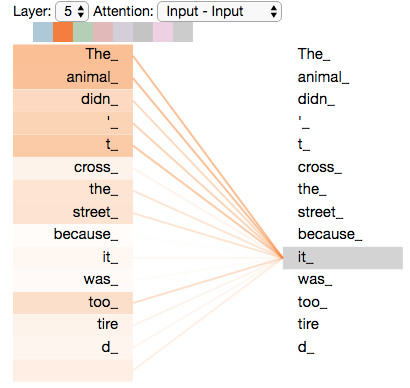 Layer: 5 Attention: Input - Input
The_ The_
animal_ animal_
didn_ didn_
'_ '_
t_ t_
cross_ cross_
the_ the_
street_ street_
because_ because_
it_ it_
was_ was_
too_ too_
tire tire
d_ d_